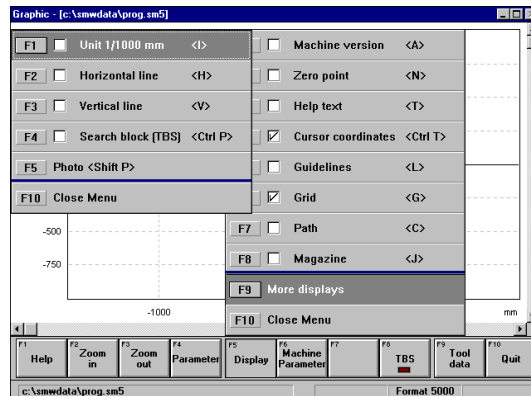 Graphic - [c:\smwdata\prog.sm5]
F1 Unit 1/1000 mm <I>
F2 Horizontal line <H>
F3 Vertical line <V>
F4 Search block (TBS) <Ctrl P>
F5 Photo <Shift P>
F10 Close Menu
Machine version <A>
Zero point <N>
Help text <T>
Cursor coordinates <Ctrl T>
Guidelines <L>
Grid <G>
F7 Path <C>
F8 Magazine <J>
F9 More displays
F10 Close Menu
-500
-750
-1000
mm
F1 Help
F2 Zoom in
F3 Zoom out
F4 Parameter
F5 Display
F6 Machine Parameter
F7
F8 TBS
F9 Tool data
F10 Quit
c:\smwdata\prog.sm5
Format 5000